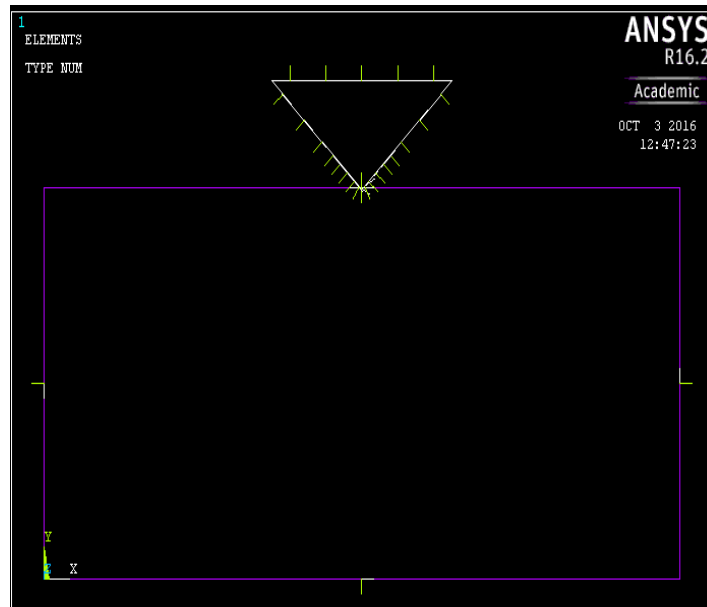 1
ELEMENTS
TYPE NUM
ANSYS
R16.2
Academic
OCT 3 2016
12:47:23
Y
X